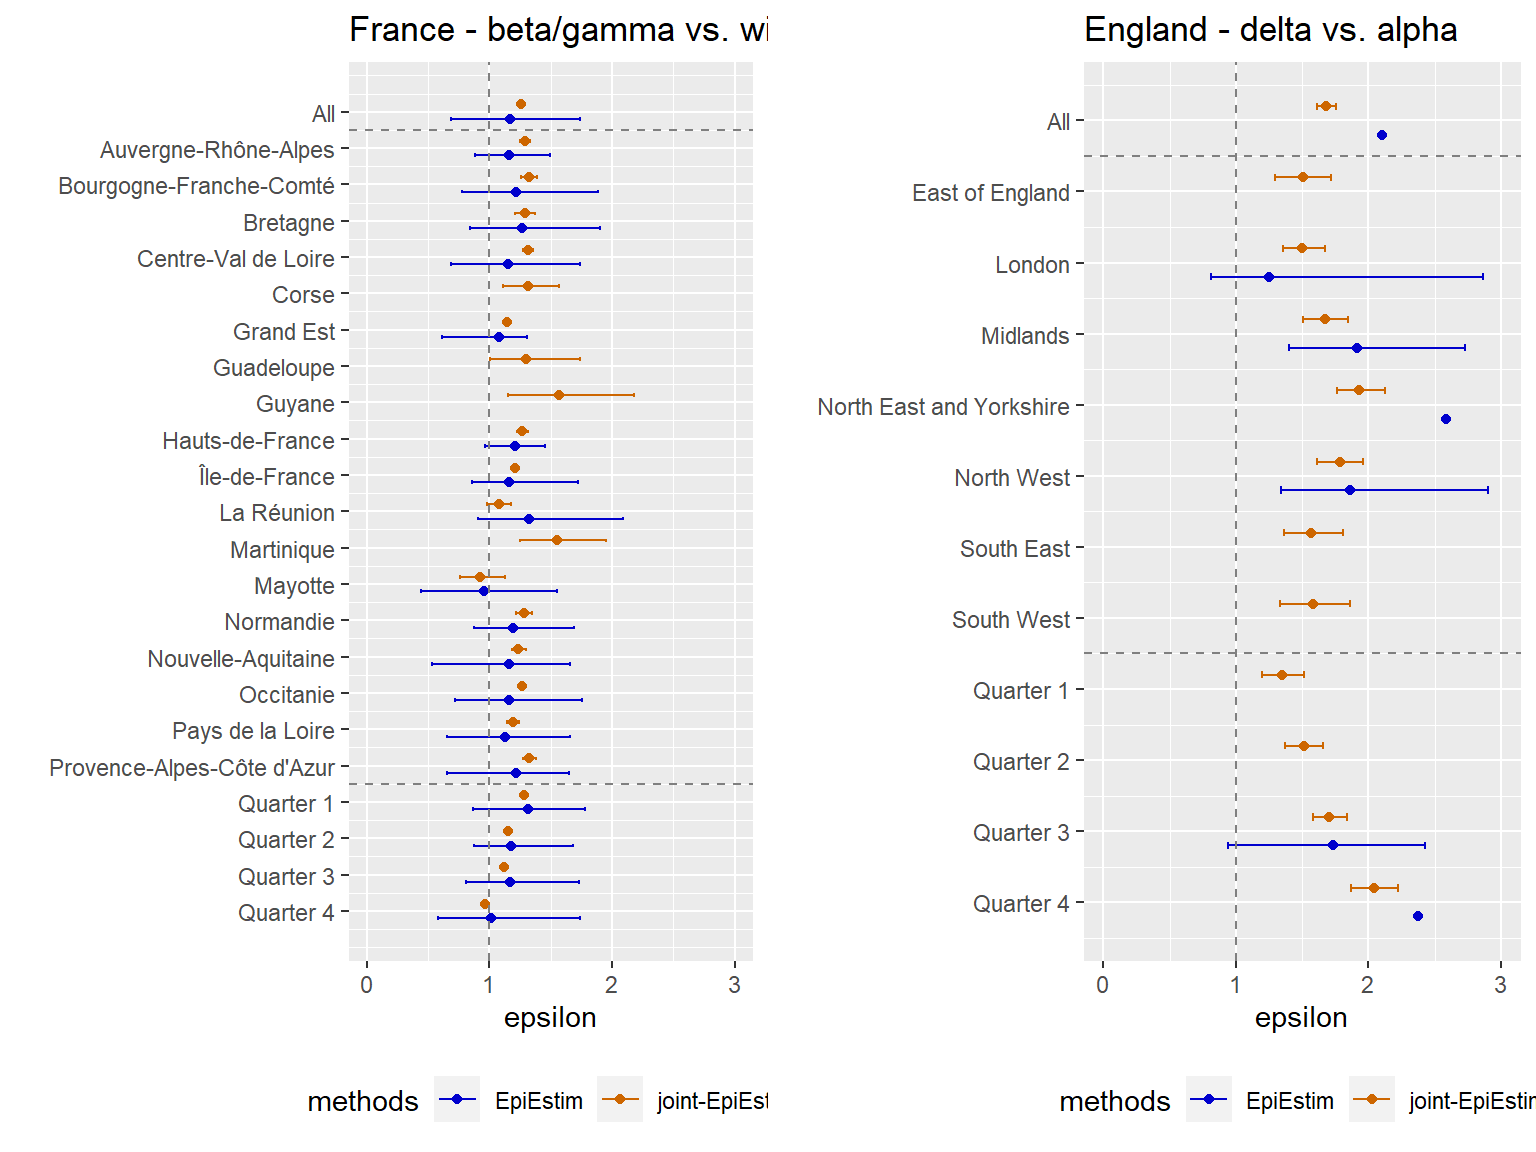 France - beta/gamma vs. wi
All
Auvergne-Rhône-Alpes
Bourgogne-Franche-Comté
Bretagne
Centre-Val de Loire
Corse
Grand Est
Guadeloupe
Guyane
Hauts-de-France
Île-de-France
La Réunion
Martinique
Mayotte
Normandie
Nouvelle-Aquitaine
Occitanie
Pays de la Loire
Provence-Alpes-Côte d'Azur
Quarter 1
Quarter 2
Quarter 3
Quarter 4
0 1 2 3
epsilon
methods EpiEstim joint-EpiEst
England - delta vs. alpha
All
East of England
London
Midlands
North East and Yorkshire
North West
South East
South West
Quarter 1
Quarter 2
Quarter 3
Quarter 4
0 1 2 3
epsilon
methods EpiEstim joint-EpiEstim